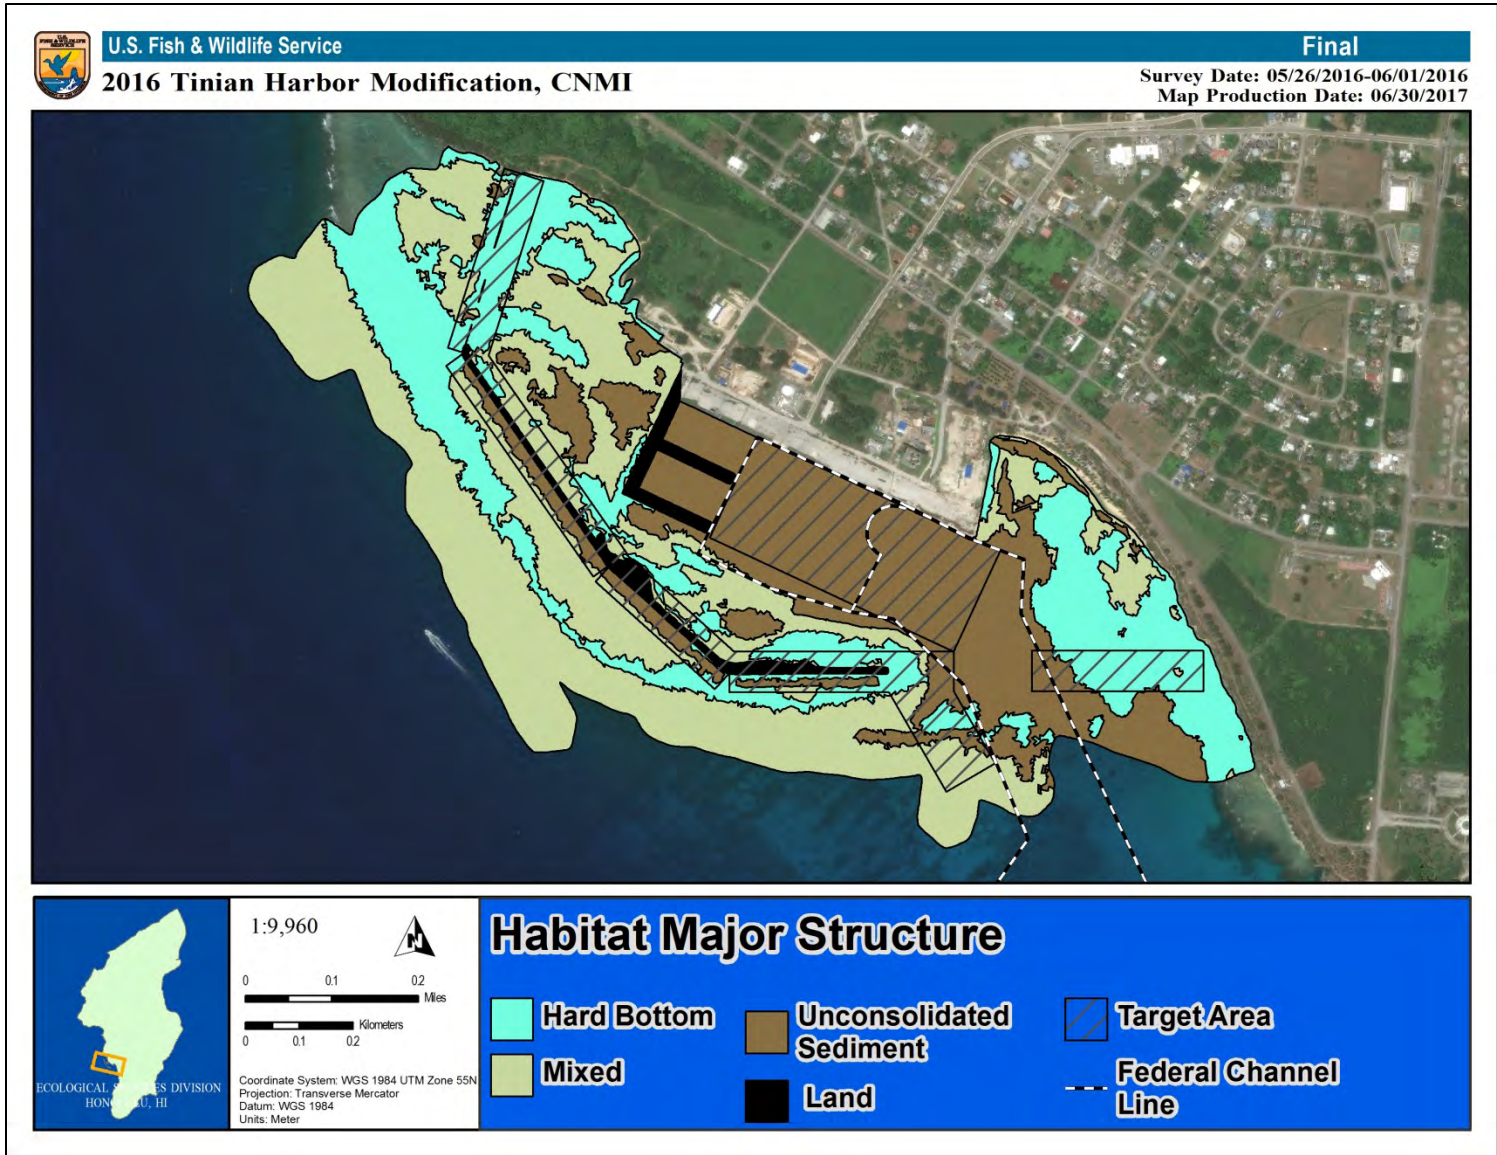 U.S.
FISH & WILDLIFE
SERVICE
U.S. Fish & Wildlife Service
Final
2016 Tinian Harbor Modification, CNMI
Survey Date: 05/26/2016-06/01/2016
Map Production Date: 06/30/2017
1:9,960
N
0 0.1 0.2
Miles
Kilometers
0 0.1 0.2
Coordinate System: WGS 1984 UTM Zone 55N
Projection: Transverse Mercator
Datum: WGS 1984
Units: Meter
ECOLOGICAL DIVISION
HI
Habitat Major Structure
Hard Bottom
Mixed
Unconsolidated
Sediment
Land
Target Area
Federal Channel
Line